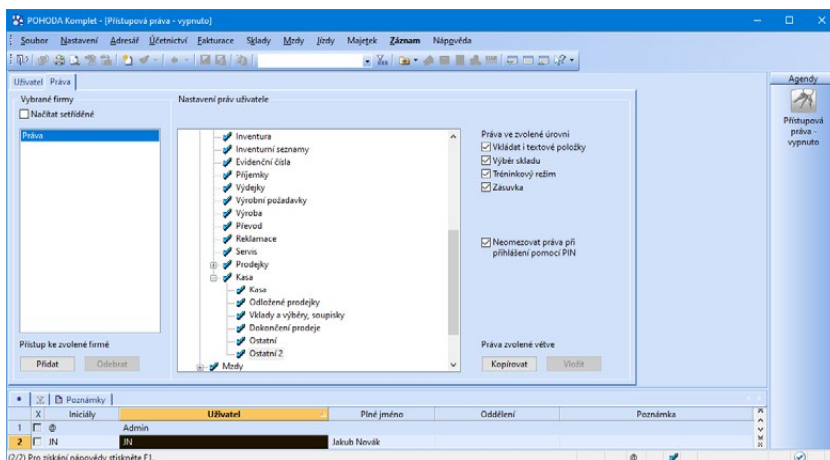 POHODA Komplet - [Přístupová práva - vypnuto]
Soubor Nastavení Adresář Účetnictví Fakturace Sklady Mzdy Jízdy Majetek Záznam Nápověda
Uživatel Práva
Agendy
Vybrané firmy
Nastavení práv uživatele
Načítat setříděné
Přístupová
práva -
vypnuto
Práva
Inventura
Inventurní seznamy
Evidenční čísla
Příjemky
Výdejky
Výrobní požadavky
Výroba
Převod
Reklamace
Servis
Prodejky
Kasa
Kasa
Odložené prodejky
Vklady a výběry, soupisky
Dokončení prodeje
Ostatní
Ostatní 2
Mzdy
Práva ve zvolené úrovni
Vkládat i textové položky
Výběr skladu
Tréninkový režim
Zásuvka
Neomezovat práva při
přihlášení pomocí PIN
Přístup ke zvolené firmě
Přidat Odebrat
Práva zvolené větve
Kopírovat Vložit
Poznámky
X Iniciály Uživatel Plné jméno Oddělení Poznámka
1 @ Admin
2 JN JN Jakub Novák
(2/2) Pro získání nápovědy stiskněte F1. @